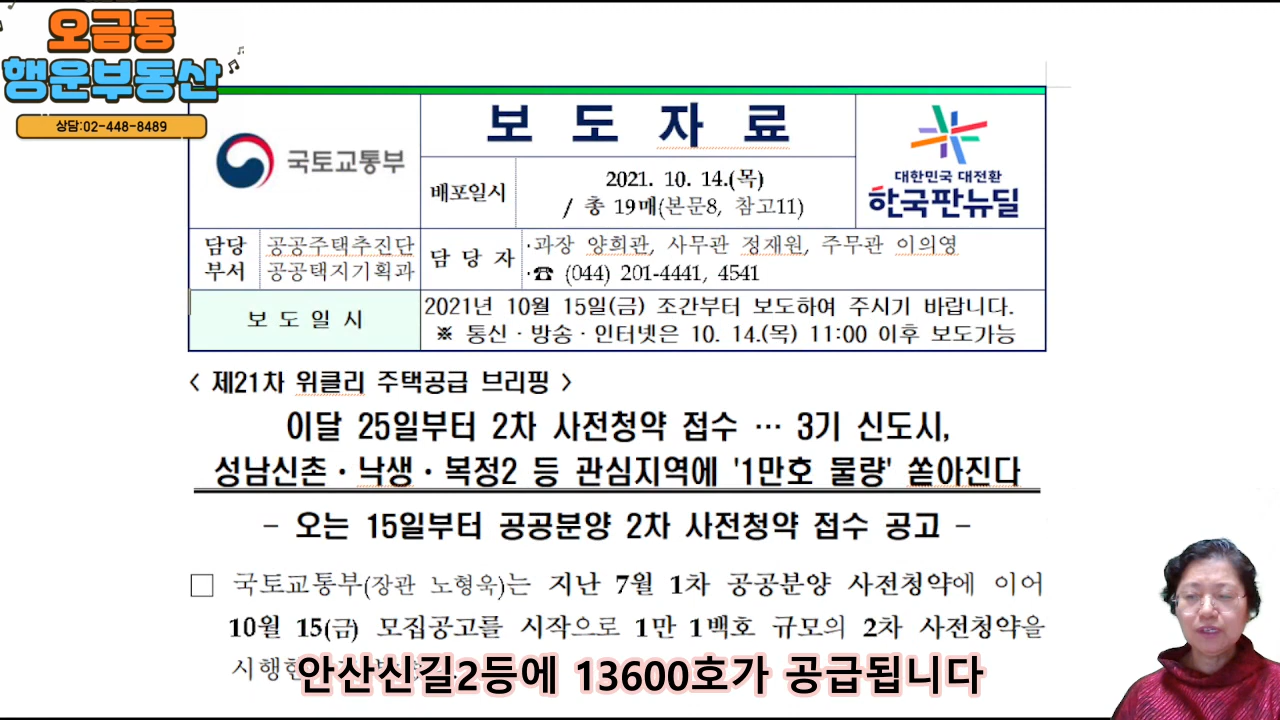 오금동
행운부동산
상담:02-448-8489
국토교통부
보 도 자 료
배포일시
2021. 10. 14.(목)
/ 총 19매(본문8, 참고11)
대한민국 대전환
한국판뉴딜
담당
부서
공공주택추진단
공공택지기획과
담 당 자
·과장 양희관, 사무관 정재원, 주무관 이의영
·☎ (044) 201-4441, 4541
보 도 일 시
2021년 10월 15일(금) 조간부터 보도하여 주시기 바랍니다.
※ 통신·방송·인터넷은 10. 14.(목) 11:00 이후 보도가능
< 제21차 위클리 주택공급 브리핑 >
이달 25일부터 2차 사전청약 접수 … 3기 신도시,
성남신촌·낙생·복정2 등 관심지역에 '1만호 물량' 쏟아진다
- 오는 15일부터 공공분양 2차 사전청약 접수 공고 -
□ 국토교통부(장관 노형욱)는 지난 7월 1차 공공분양 사전청약에 이어
10월 15(금) 모집공고를 시작으로 1만 1백호 규모의 2차 사전청약을
안산신길2등에 13600호가 공급됩니다